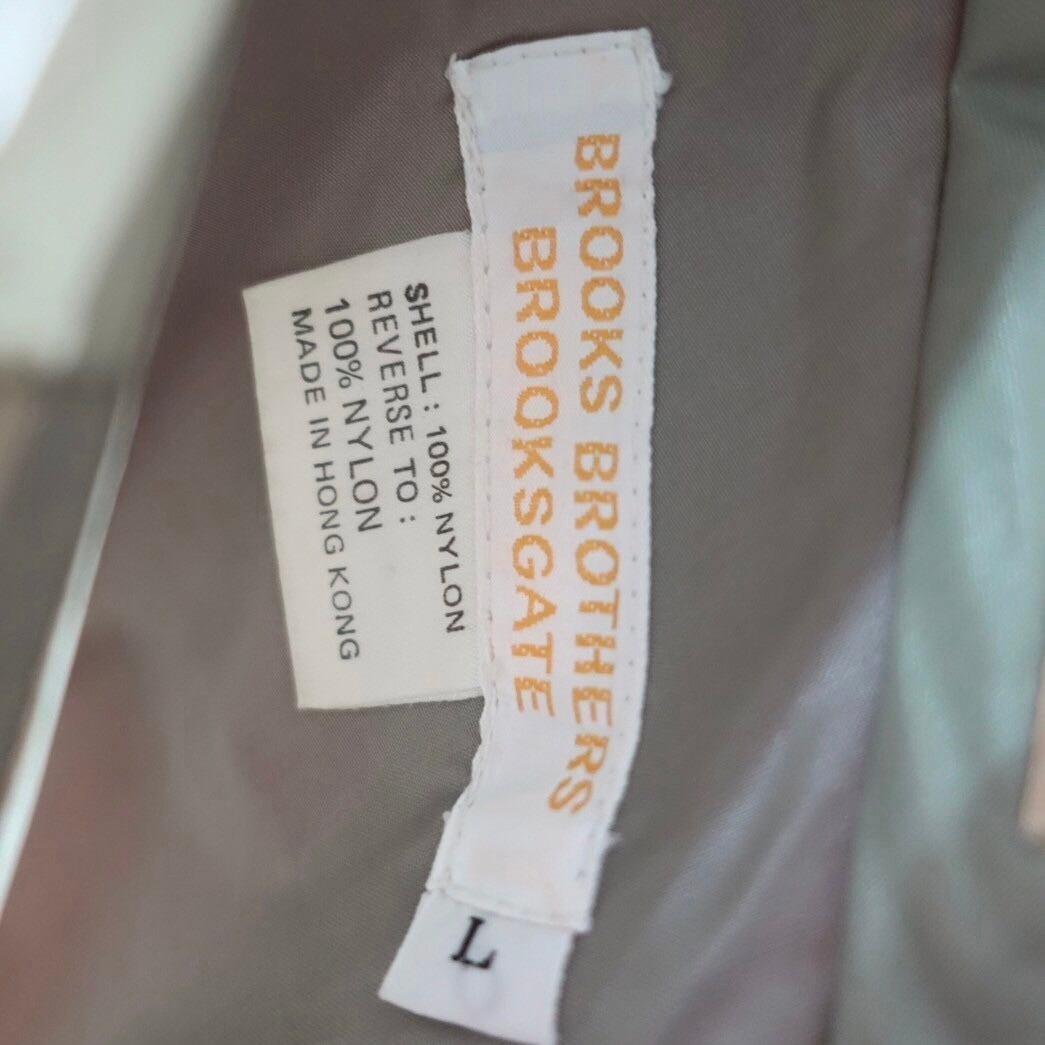 BROOKS BROTHERS
BROOKSGATE
SHELL : 100% NYLON
REVERSE TO :
100% NYLON
MADE IN HONG KONG
L